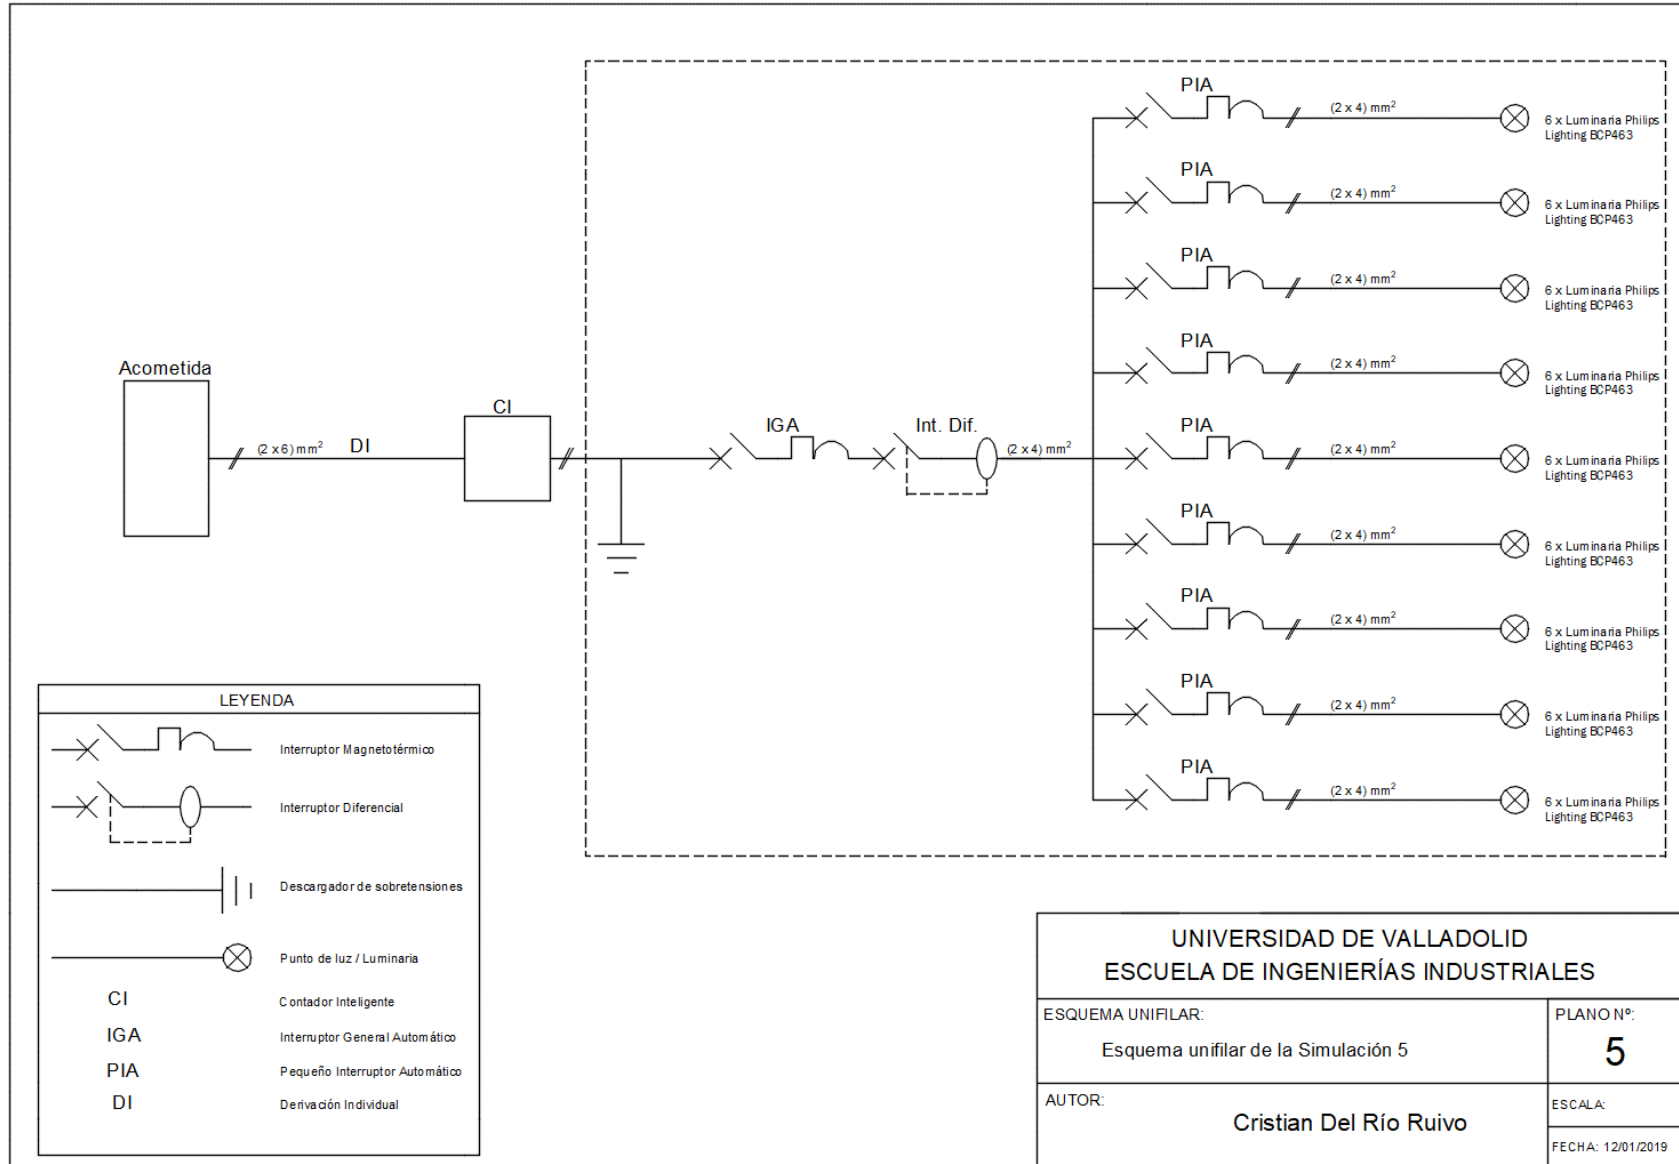 Acometida
(2 x 6) mm²
DI
CI
IGA
Int. Dif.
(2 x 4) mm²
PIA
(2 x 4) mm²
6 x Luminaria Philips
Lighting BCP463
PIA
(2 x 4) mm²
6 x Luminaria Philips
Lighting BCP463
PIA
(2 x 4) mm²
6 x Luminaria Philips
Lighting BCP463
PIA
(2 x 4) mm²
6 x Luminaria Philips
Lighting BCP463
PIA
(2 x 4) mm²
6 x Luminaria Philips
Lighting BCP463
PIA
(2 x 4) mm²
6 x Luminaria Philips
Lighting BCP463
PIA
(2 x 4) mm²
6 x Luminaria Philips
Lighting BCP463
PIA
(2 x 4) mm²
6 x Luminaria Philips
Lighting BCP463
PIA
(2 x 4) mm²
6 x Luminaria Philips
Lighting BCP463
LEYENDA
Interruptor Magnetotérmico
Interruptor Diferencial
Descargador de sobretensiones
Punto de luz / Luminaria
CI Contador Inteligente
IGA Interruptor General Automático
PIA Pequeño Interruptor Automático
DI Derivación Individual
UNIVERSIDAD DE VALLADOLID
ESCUELA DE INGENIERÍAS INDUSTRIALES
ESQUEMA UNIFILAR:
Esquema unifilar de la Simulación 5
PLANO Nº:
5
AUTOR:
Cristian Del Río Ruivo
ESCALA:
FECHA: 12/01/2019